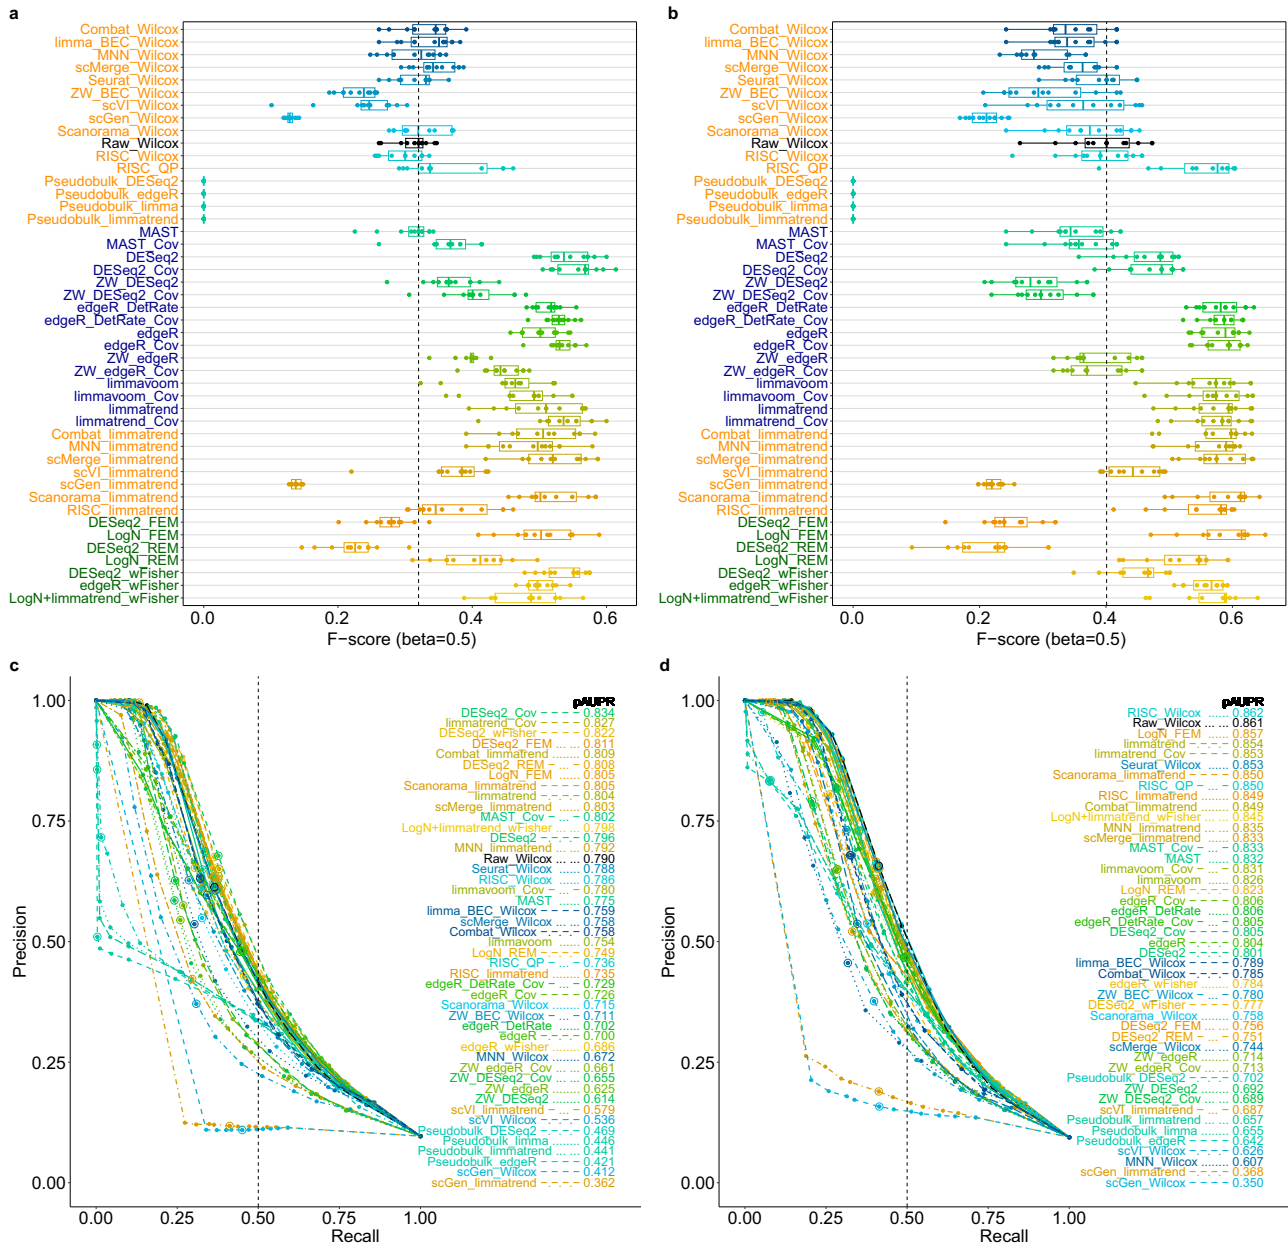 a
Combat_Wilcox
limma_BEC_Wilcox
MNN_Wilcox
scMerge_Wilcox
Seurat_Wilcox
ZW_BEC_Wilcox
scVI_Wilcox
scGen_Wilcox
Scanorama_Wilcox
Raw_Wilcox
RISC_Wilcox
RISC_QP
Pseudobulk_DESeq2
Pseudobulk_edgeR
Pseudobulk_limma
Pseudobulk_limmatrend
MAST
MAST_Cov
DESeq2
DESeq2_Cov
ZW_DESeq2
ZW_DESeq2_Cov
edgeR_DetRate
edgeR_DetRate_Cov
edgeR
edgeR_Cov
ZW_edgeR
ZW_edgeR_Cov
limmavoom
limmavoom_Cov
limmatrend
limmatrend_Cov
Combat_limmatrend
MNN_limmatrend
scMerge_limmatrend
scVI_limmatrend
scGen_limmatrend
Scanorama_limmatrend
RISC_limmatrend
DESeq2_FEM
LogN_FEM
DESeq2_REM
LogN_REM
DESeq2_wFisher
edgeR_wFisher
LogN+limmatrend_wFisher
0.0 0.2 0.4 0.6
F−score (beta=0.5)
b
Combat_Wilcox
limma_BEC_Wilcox
MNN_Wilcox
scMerge_Wilcox
Seurat_Wilcox
ZW_BEC_Wilcox
scVI_Wilcox
scGen_Wilcox
Scanorama_Wilcox
Raw_Wilcox
RISC_Wilcox
RISC_QP
Pseudobulk_DESeq2
Pseudobulk_edgeR
Pseudobulk_limma
Pseudobulk_limmatrend
MAST
MAST_Cov
DESeq2
DESeq2_Cov
ZW_DESeq2
ZW_DESeq2_Cov
edgeR_DetRate
edgeR_DetRate_Cov
edgeR
edgeR_Cov
ZW_edgeR
ZW_edgeR_Cov
limmavoom
limmavoom_Cov
limmatrend
limmatrend_Cov
Combat_limmatrend
MNN_limmatrend
scMerge_limmatrend
scVI_limmatrend
scGen_limmatrend
Scanorama_limmatrend
RISC_limmatrend
DESeq2_FEM
LogN_FEM
DESeq2_REM
LogN_REM
DESeq2_wFisher
edgeR_wFisher
LogN+limmatrend_wFisher
0.0 0.2 0.4 0.6
F−score (beta=0.5)
c
Precision
1.00
0.75
0.50
0.25
0.00
pAUPR
DESeq2_Cov 0.834
limmatrend_Cov 0.827
DESeq2_wFisher 0.822
DESeq2_FEM 0.811
Combat_limmatrend 0.809
DESeq2_REM 0.808
LogN_FEM 0.805
Scanorama_limmatrend 0.805
limmatrend 0.804
scMerge_limmatrend 0.803
MAST_Cov 0.802
LogN+limmatrend_wFisher 0.798
DESeq2 0.796
MNN_limmatrend 0.792
Raw_Wilcox 0.790
Seurat_Wilcox 0.788
RISC_Wilcox 0.786
limmavoom_Cov 0.780
MAST 0.775
limma_BEC_Wilcox 0.759
scMerge_Wilcox 0.758
Combat_Wilcox 0.758
limmavoom 0.754
LogN_REM 0.749
RISC_QP 0.736
RISC_limmatrend 0.735
edgeR_DetRate_Cov 0.729
edgeR_Cov 0.726
Scanorama_Wilcox 0.715
ZW_BEC_Wilcox 0.711
edgeR_DetRate 0.702
edgeR 0.700
edgeR_wFisher 0.686
MNN_Wilcox 0.672
ZW_edgeR_Cov 0.661
ZW_DESeq2_Cov 0.655
ZW_edgeR 0.625
ZW_DESeq2 0.614
scVI_limmatrend 0.579
scVI_Wilcox 0.536
Pseudobulk_DESeq2 0.469
Pseudobulk_limma 0.446
Pseudobulk_limmatrend 0.441
Pseudobulk_edgeR 0.421
scGen_Wilcox 0.412
scGen_limmatrend 0.362
0.00 0.25 0.50 0.75 1.00
Recall
d
Precision
1.00
0.75
0.50
0.25
0.00
pAUPR
RISC_Wilcox 0.862
Raw_Wilcox 0.861
LogN_FEM 0.857
limmatrend 0.854
limmatrend_Cov 0.853
Seurat_Wilcox 0.853
Scanorama_limmatrend 0.850
RISC_QP 0.850
RISC_limmatrend 0.849
Combat_limmatrend 0.849
LogN+limmatrend_wFisher 0.845
MNN_limmatrend 0.835
scMerge_limmatrend 0.833
MAST_Cov 0.833
MAST 0.832
limmavoom_Cov 0.831
limmavoom 0.826
LogN_REM 0.823
edgeR_Cov 0.806
edgeR_DetRate 0.806
edgeR_DetRate_Cov 0.805
DESeq2_Cov 0.805
edgeR 0.804
DESeq2 0.801
limma_BEC_Wilcox 0.789
Combat_Wilcox 0.785
edgeR_wFisher 0.784
ZW_BEC_Wilcox 0.780
DESeq2_wFisher 0.777
Scanorama_Wilcox 0.758
DESeq2_FEM 0.756
DESeq2_REM 0.751
scMerge_Wilcox 0.744
ZW_edgeR 0.714
ZW_edgeR_Cov 0.713
Pseudobulk_DESeq2 0.702
ZW_DESeq2 0.692
ZW_DESeq2_Cov 0.689
scVI_limmatrend 0.687
Pseudobulk_limmatrend 0.657
Pseudobulk_limma 0.655
Pseudobulk_edgeR 0.642
scVI_Wilcox 0.626
MNN_Wilcox 0.607
scGen_limmatrend 0.368
scGen_Wilcox 0.350
0.00 0.25 0.50 0.75 1.00
Recall